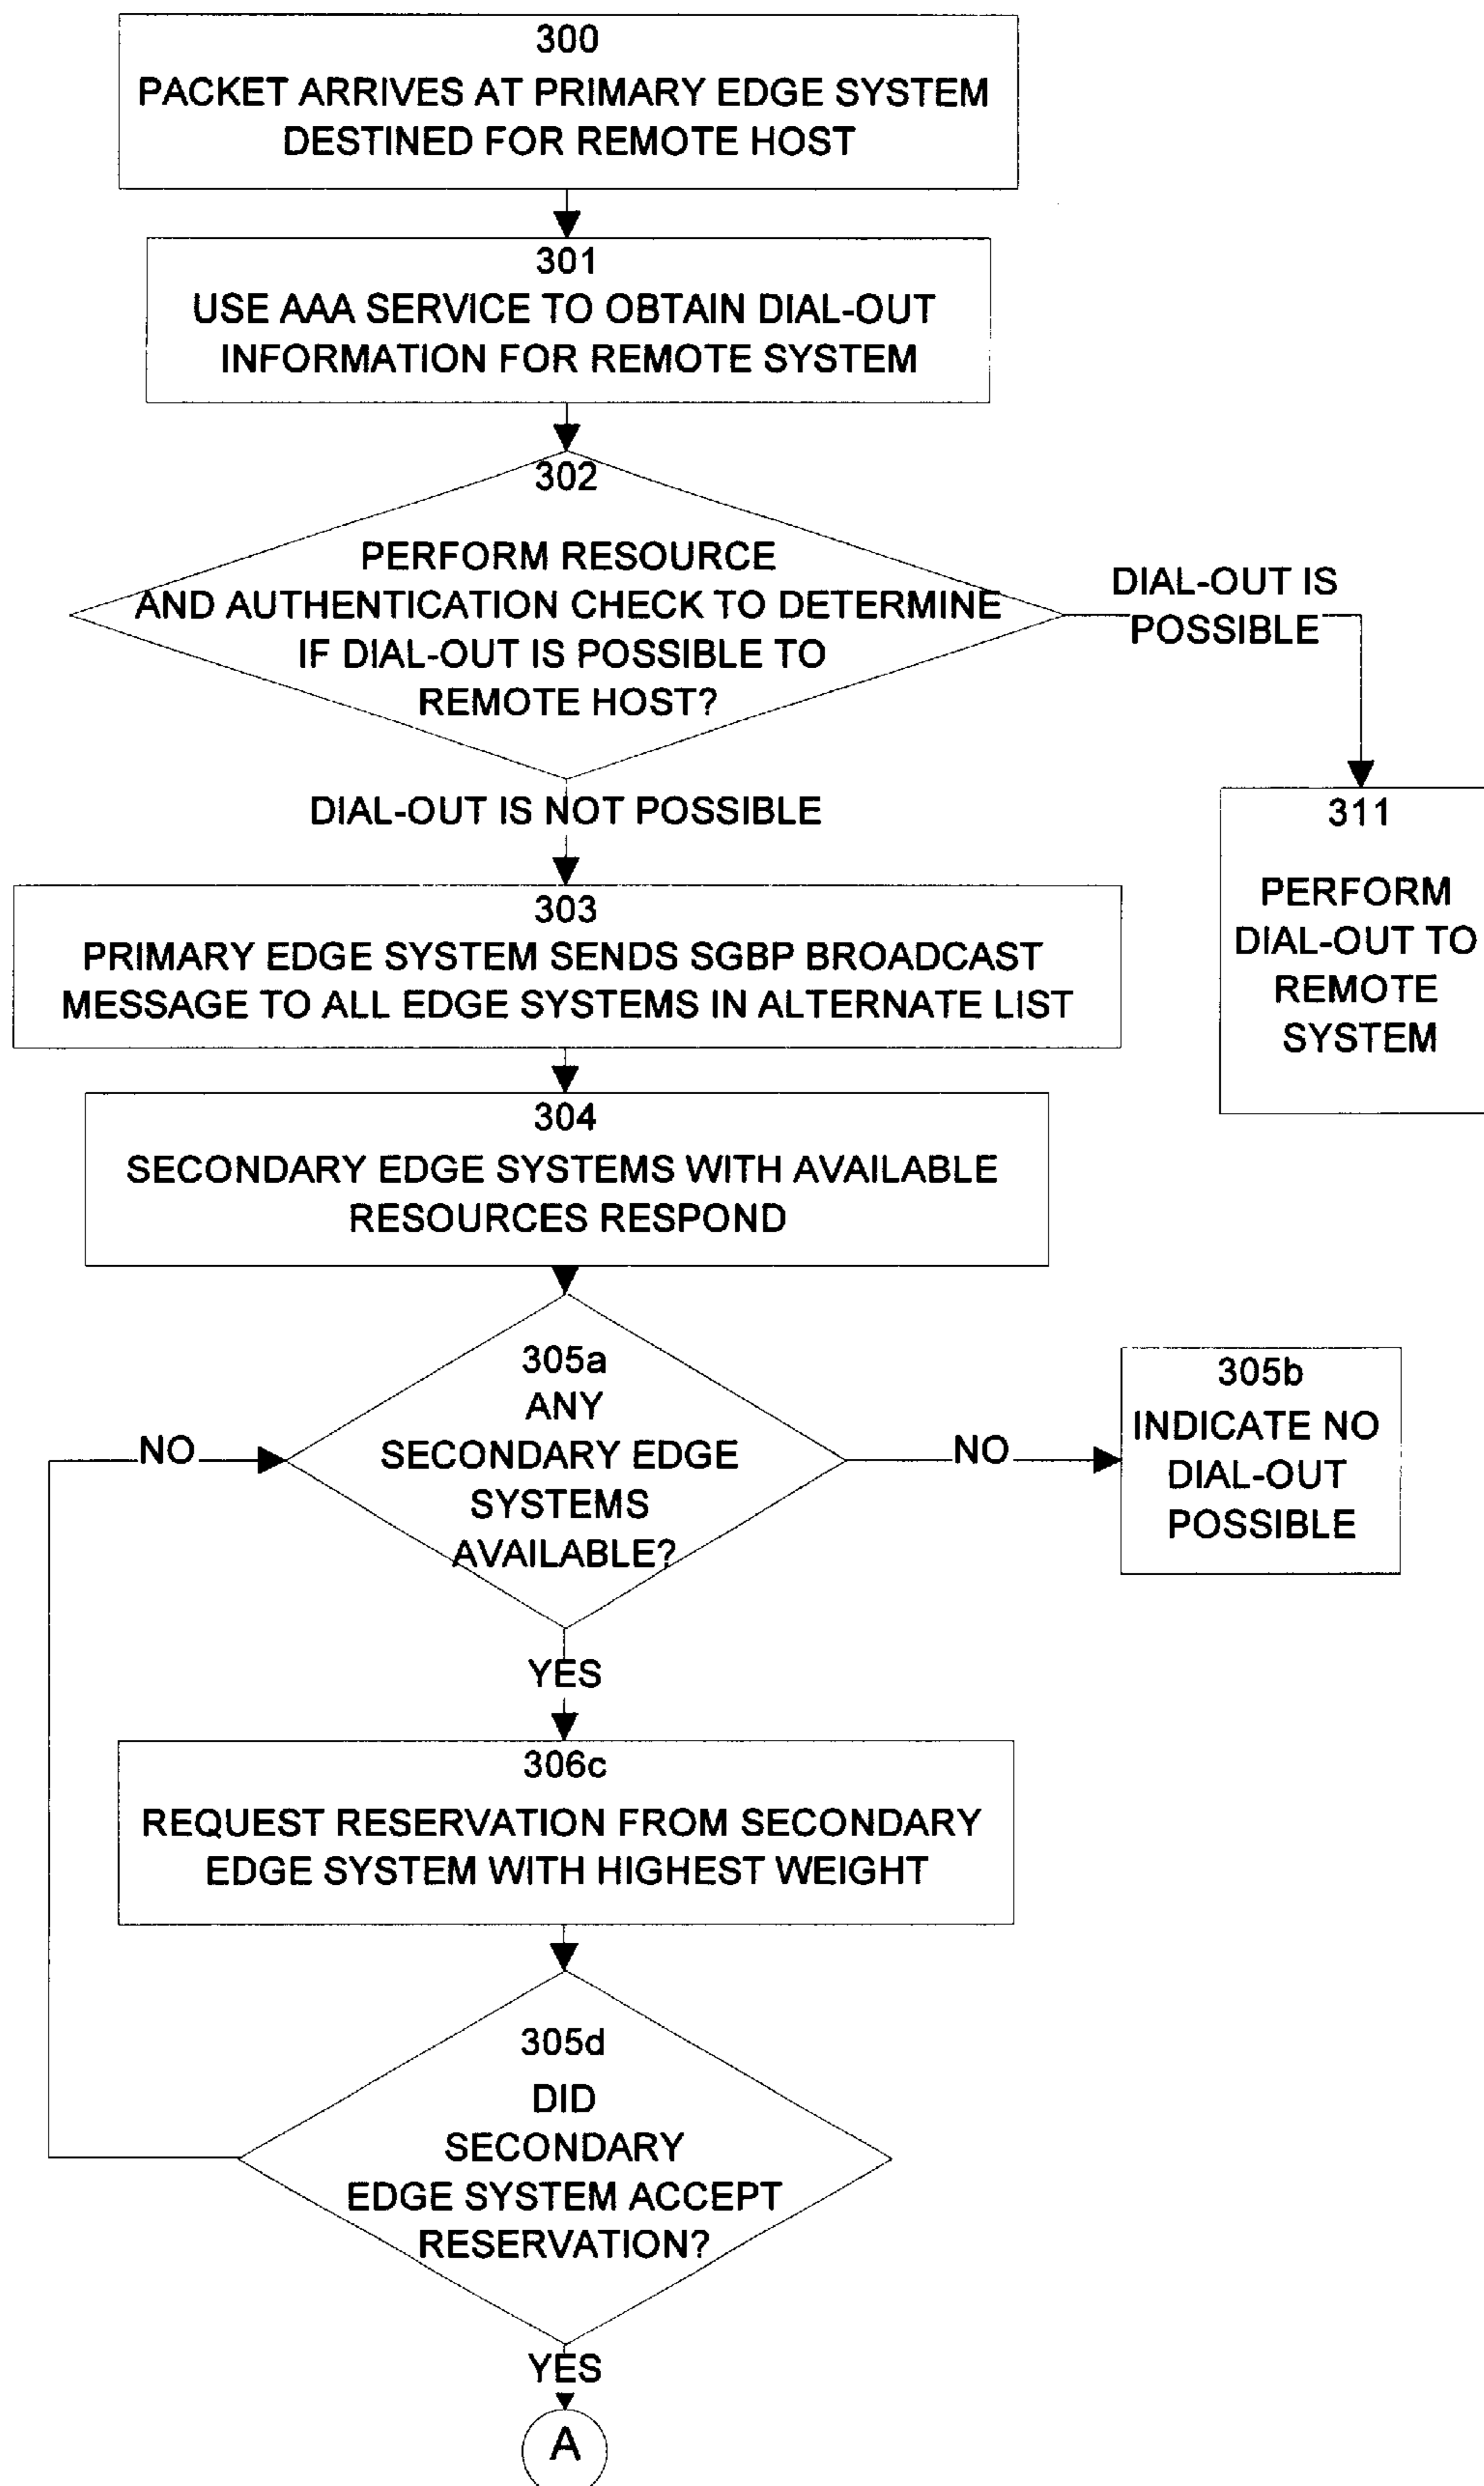 300
PACKET ARRIVES AT PRIMARY EDGE SYSTEM
DESTINED FOR REMOTE HOST
301
USE AAA SERVICE TO OBTAIN DIAL-OUT
INFORMATION FOR REMOTE SYSTEM
302
PERFORM RESOURCE
AND AUTHENTICATION CHECK TO DETERMINE
IF DIAL-OUT IS POSSIBLE TO
REMOTE HOST?
DIAL-OUT IS
POSSIBLE
311
PERFORM
DIAL-OUT TO
REMOTE
SYSTEM
DIAL-OUT IS NOT POSSIBLE
303
PRIMARY EDGE SYSTEM SENDS SGBP BROADCAST
MESSAGE TO ALL EDGE SYSTEMS IN ALTERNATE LIST
304
SECONDARY EDGE SYSTEMS WITH AVAILABLE
RESOURCES RESPOND
305a
ANY
SECONDARY EDGE
SYSTEMS
AVAILABLE?
NO
NO
305b
INDICATE NO
DIAL-OUT
POSSIBLE
YES
306c
REQUEST RESERVATION FROM SECONDARY
EDGE SYSTEM WITH HIGHEST WEIGHT
305d
DID
SECONDARY
EDGE SYSTEM ACCEPT
RESERVATION?
YES
A